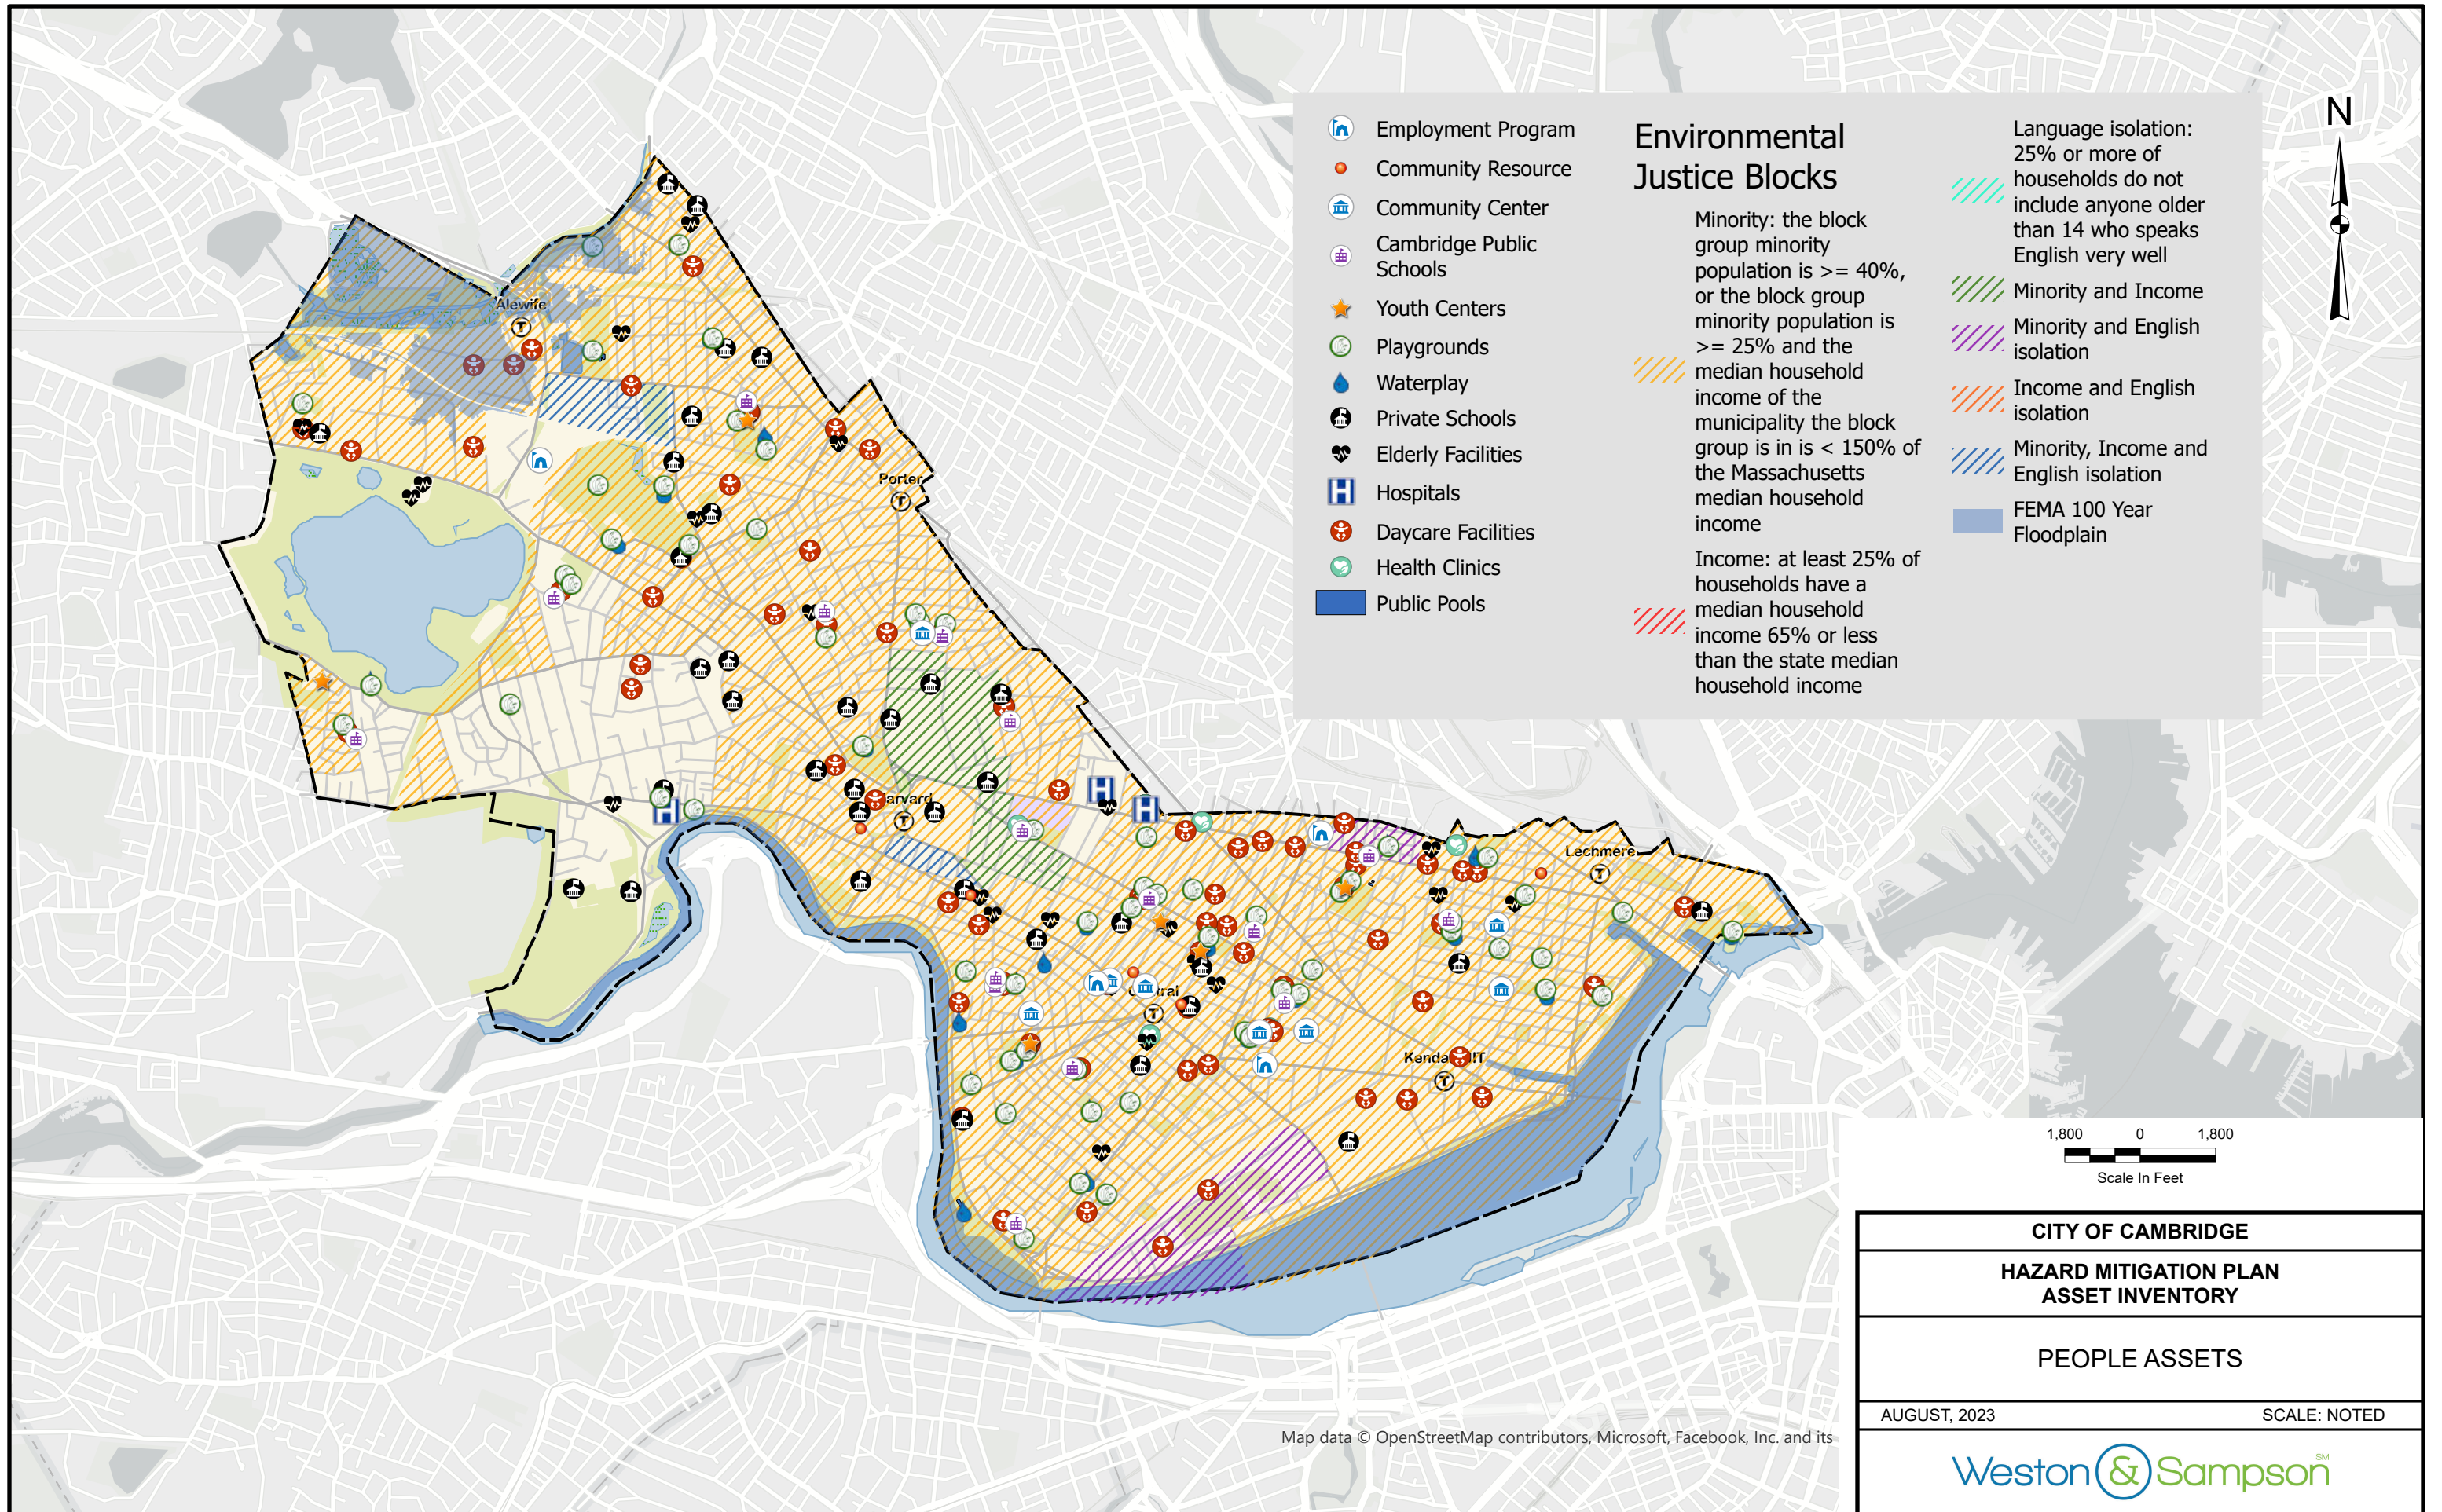 N
Employment Program
Community Resource
Community Center
Cambridge Public
Schools
Youth Centers
Playgrounds
Waterplay
Private Schools
Elderly Facilities
Hospitals
Daycare Facilities
Health Clinics
Public Pools
Environmental
Justice Blocks
Minority: the block
group minority
population is >= 40%,
or the block group
minority population is
>= 25% and the
median household
income of the
municipality the block
group is in is < 150% of
the Massachusetts
median household
income
Income: at least 25% of
households have a
median household
income 65% or less
than the state median
household income
Language isolation:
25% or more of
households do not
include anyone older
than 14 who speaks
English very well
Minority and Income
Minority and English
isolation
Income and English
isolation
Minority, Income and
English isolation
FEMA 100 Year
Floodplain
Alewife
T
Porter
T
arvard
T
Lechmere
T
T
T
1,800 0 1,800
Scale In Feet
CITY OF CAMBRIDGE
HAZARD MITIGATION PLAN
ASSET INVENTORY
PEOPLE ASSETS
AUGUST, 2023 SCALE: NOTED
Weston & Sampson SM
Map data © OpenStreetMap contributors, Microsoft, Facebook, Inc. and its